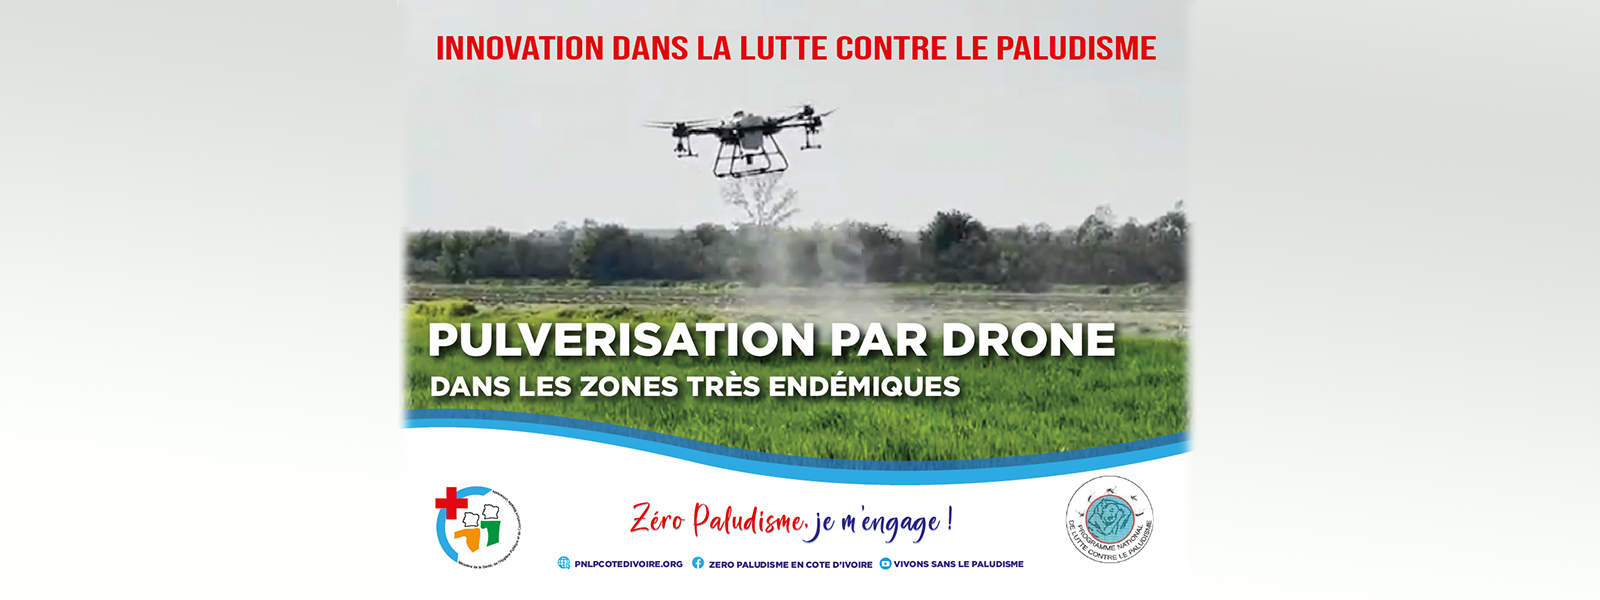 INNOVATION DANS LA LUTTE CONTRE LE PALUDISME
PULVERISATION PAR DRONE
DANS LES ZONES TRÈS ENDÉMIQUES
Zéro Paludisme, je m'engage !
PNLPCOTEDIVOIRE.ORG
ZERO PALUDISME EN COTE D'IVOIRE
VIVONS SANS LE PALUDISME
PROGRAMME NATIONAL
DE LUTTE CONTRE LE PALUDISME